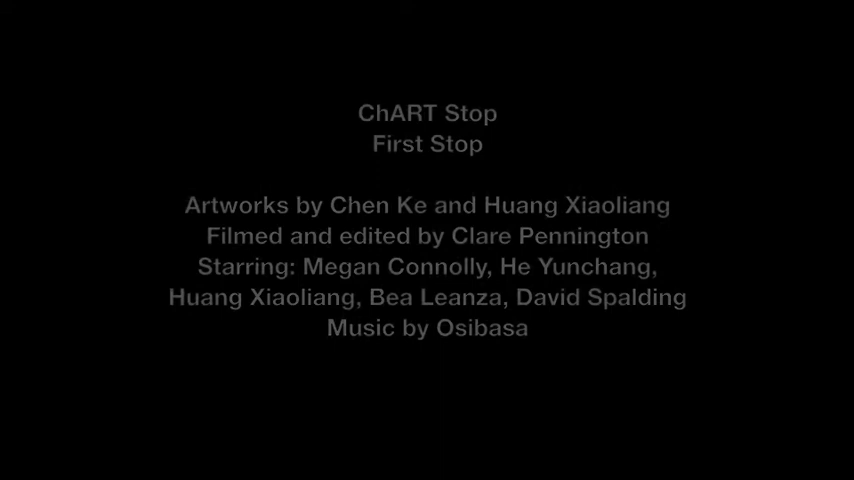 ChART Stop
First Stop
Artworks by Chen Ke and Huang Xiaoliang
Filmed and edited by Clare Pennington
Starring: Megan Connolly, He Yunchang,
Huang Xiaoliang, Bea Leanza, David Spalding
Music by Osibasa